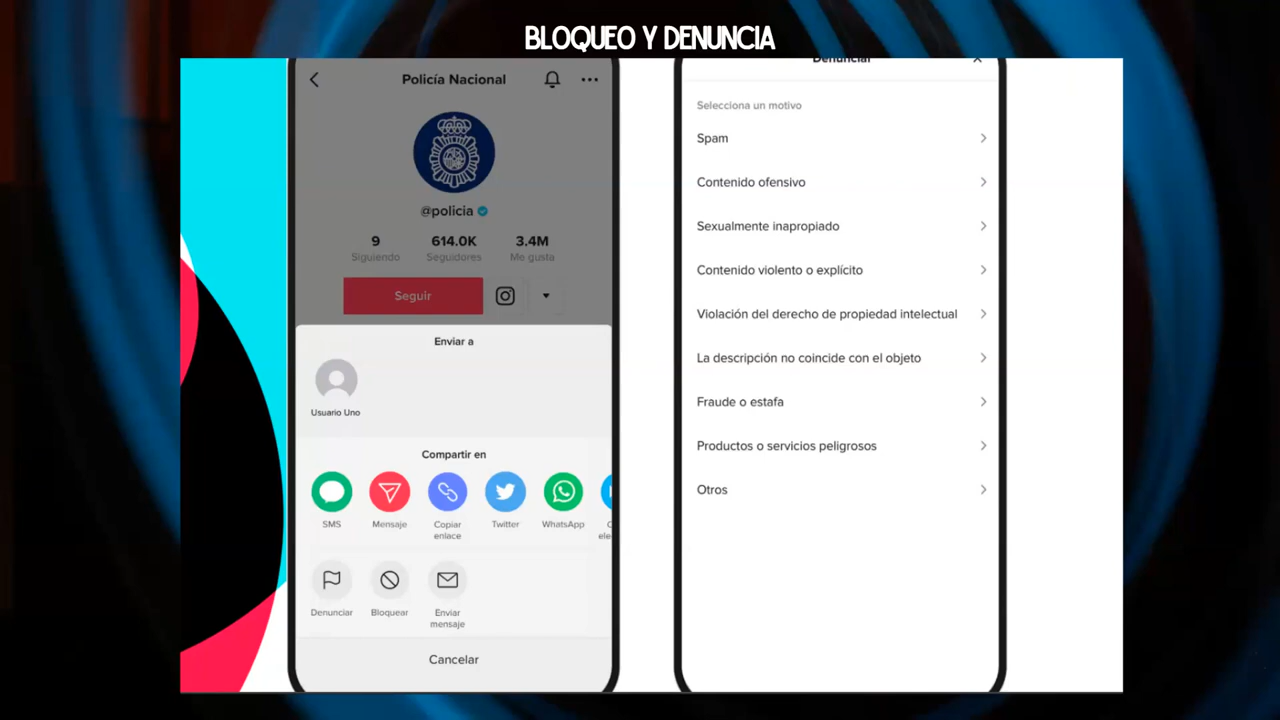 BLOQUEO Y DENUNCIA
Policía Nacional
@policia
9 614.0K 3.4M
Siguiendo Seguidores Me gusta
Seguir
Enviar a
Usuario Uno
Compartir en
SMS Mensaje Copiar enlace Twitter WhatsApp
Denunciar Bloquear Enviar mensaje
Cancelar
Denunciar
Selecciona un motivo
Spam
Contenido ofensivo
Sexualmente inapropiado
Contenido violento o explícito
Violación del derecho de propiedad intelectual
La descripción no coincide con el objeto
Fraude o estafa
Productos o servicios peligrosos
Otros